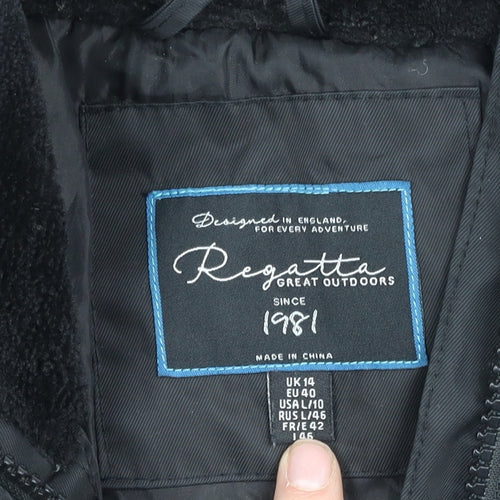 Designed IN ENGLAND,
FOR EVERY ADVENTURE
Regatta
GREAT OUTDOORS
SINCE
1981
MADE IN CHINA
UK 14
EU 40
USA L/10
RUS L/46
FR/E 42
I 46